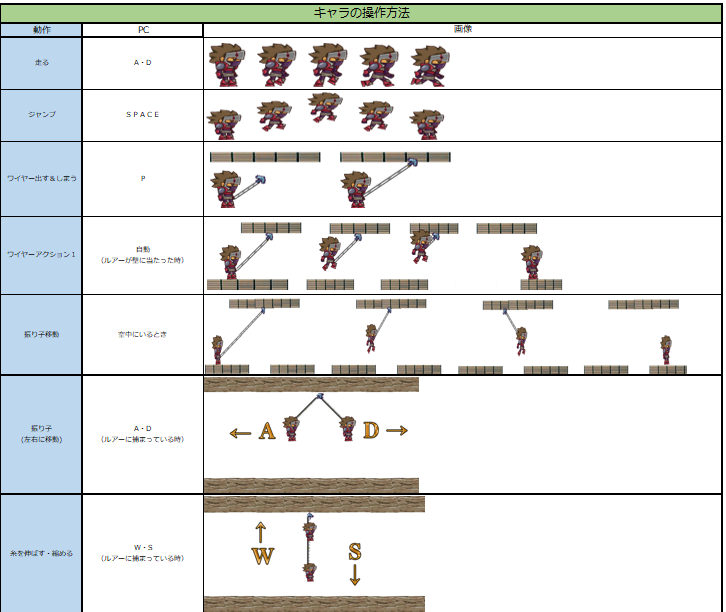 キャラの操作方法
動作
PC
画像
走る
A・D
ジャンプ
SPACE
ワイヤー出す&しまう
P
ワイヤーアクション1
自動
(ルアーが壁に当たった時)
振り子移動
空中にいるとき
振り子
(左右に移動)
A・D
(ルアーに捕まっている時)
A
D
糸を伸ばす・縮める
W・S
(ルアーに捕まっている時)
W
S